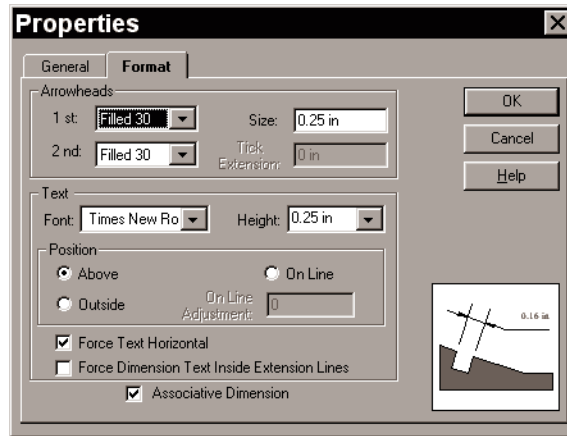 Properties
General Format
Arrowheads
1 st: Filled 30 Size: 0.25 in
2 nd: Filled 30 Tick Extension: 0 in
Text
Font: Times New Ro Height: 0.25 in
Position
Above On Line
Outside On Line Adjustment: 0
Force Text Horizontal
Force Dimension Text Inside Extension Lines
Associative Dimension
OK
Cancel
Help
0.16 in